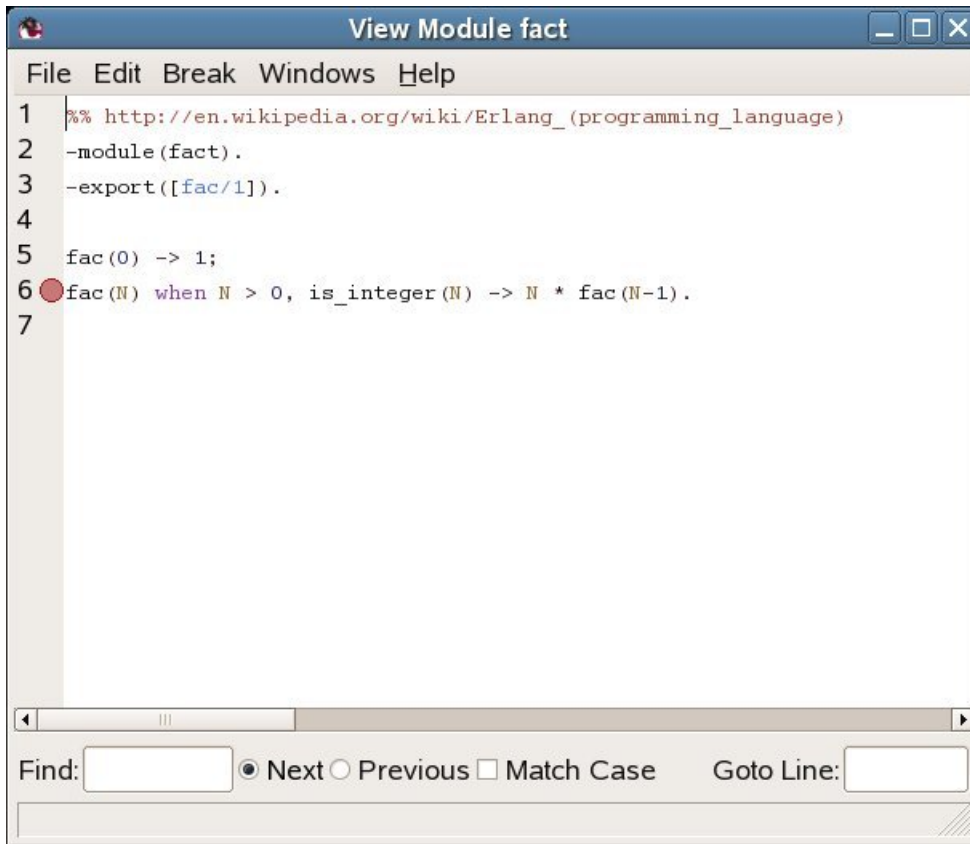 View Module fact
File Edit Break Windows Help
1 %% http://en.wikipedia.org/wiki/Erlang_(programming_language)
2 -module(fact).
3 -export([fac/1]).
4
5 fac(0) -> 1;
6 fac(N) when N > 0, is_integer(N) -> N * fac(N-1).
7
Find: Next Previous Match Case Goto Line: